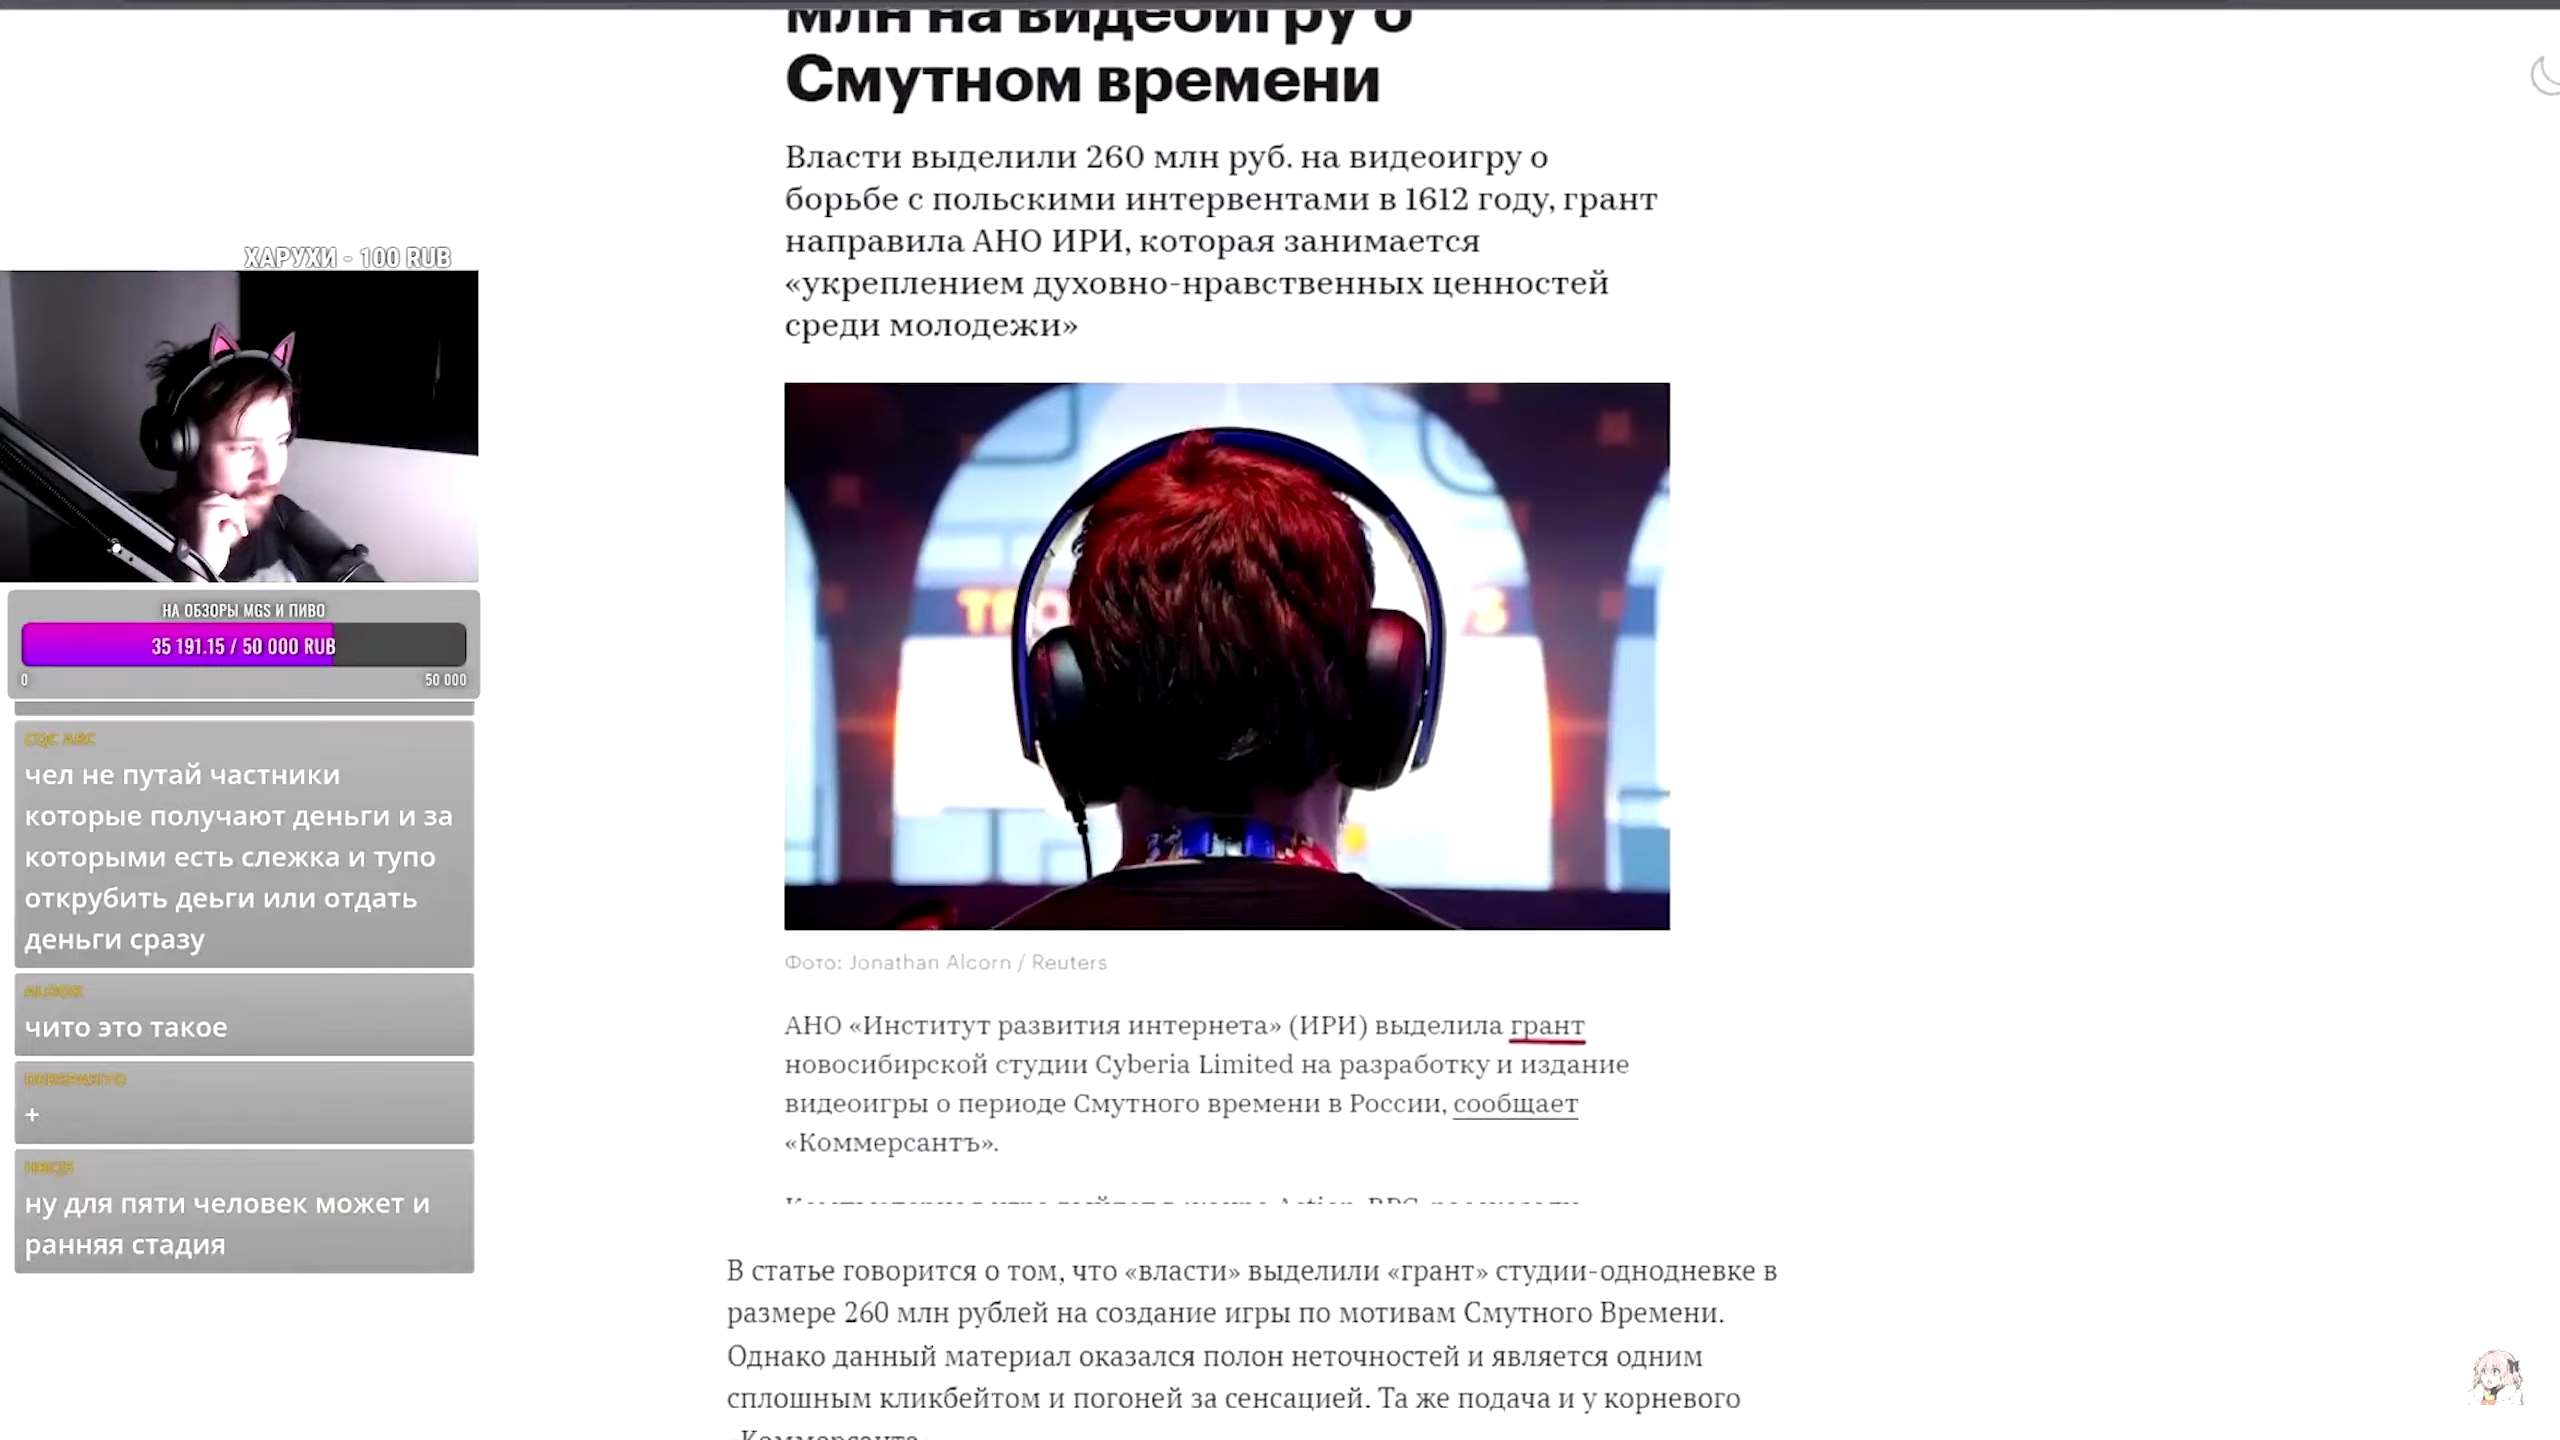 млн на видеоигру о
Смутном времени
Власти выделили 260 млн руб. на видеоигру о
борьбе с польскими интервентами в 1612 году, грант
направила АНО ИРИ, которая занимается
«укреплением духовно-нравственных ценностей
среди молодежи»
ХАРУХИ - 100 RUB
НА ОБЗОРЫ MGS И ПИВО
35 191.15 / 50 000 RUB
0
50 000
CQC ARC
чел не путай частники
которые получают деньги и за
которыми есть слежка и тупо
открубить деьги или отдать
деньги сразу
чито это такое
+
ну для пяти человек может и
ранняя стадия
Фото: Jonathan Alcorn / Reuters
АНО «Институт развития интернета» (ИРИ) выделила грант
новосибирской студии Cyberia Limited на разработку и издание
видеоигры о периоде Смутного времени в России, сообщает
«Коммерсантъ».
В статье говорится о том, что «власти» выделили «грант» студии-однодневке в
размере 260 млн рублей на создание игры по мотивам Смутного Времени.
Однако данный материал оказался полон неточностей и является одним
сплошным кликбейтом и погоней за сенсацией. Та же подача и у корневого